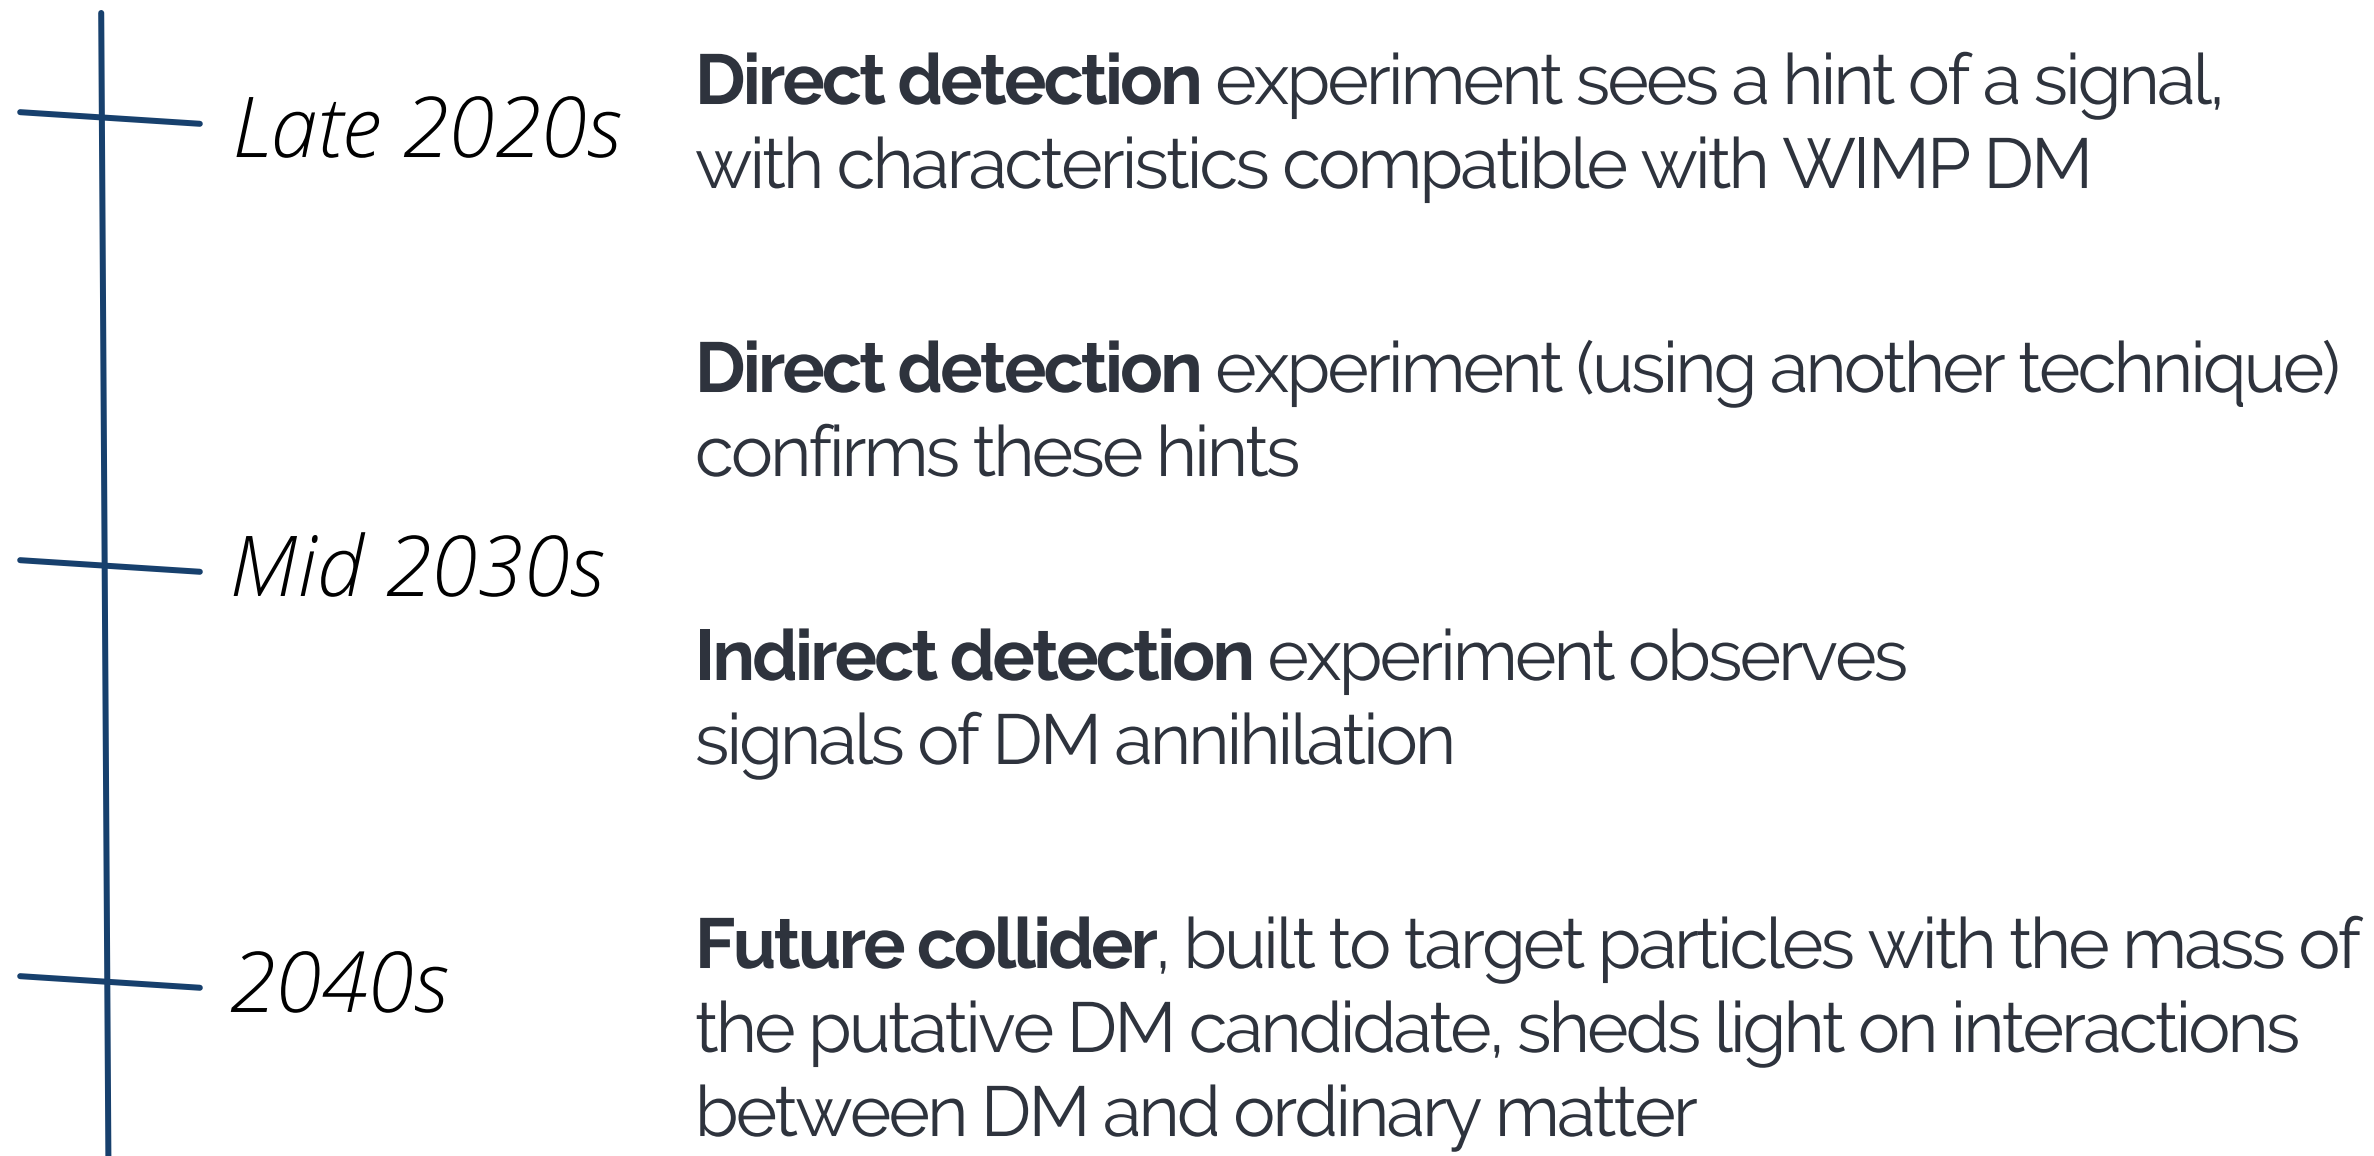 Late 2020s
Direct detection experiment sees a hint of a signal,
with characteristics compatible with WIMP DM
Direct detection experiment (using another technique)
confirms these hints
Mid 2030s
Indirect detection experiment observes
signals of DM annihilation
2040s
Future collider, built to target particles with the mass of
the putative DM candidate, sheds light on interactions
between DM and ordinary matter